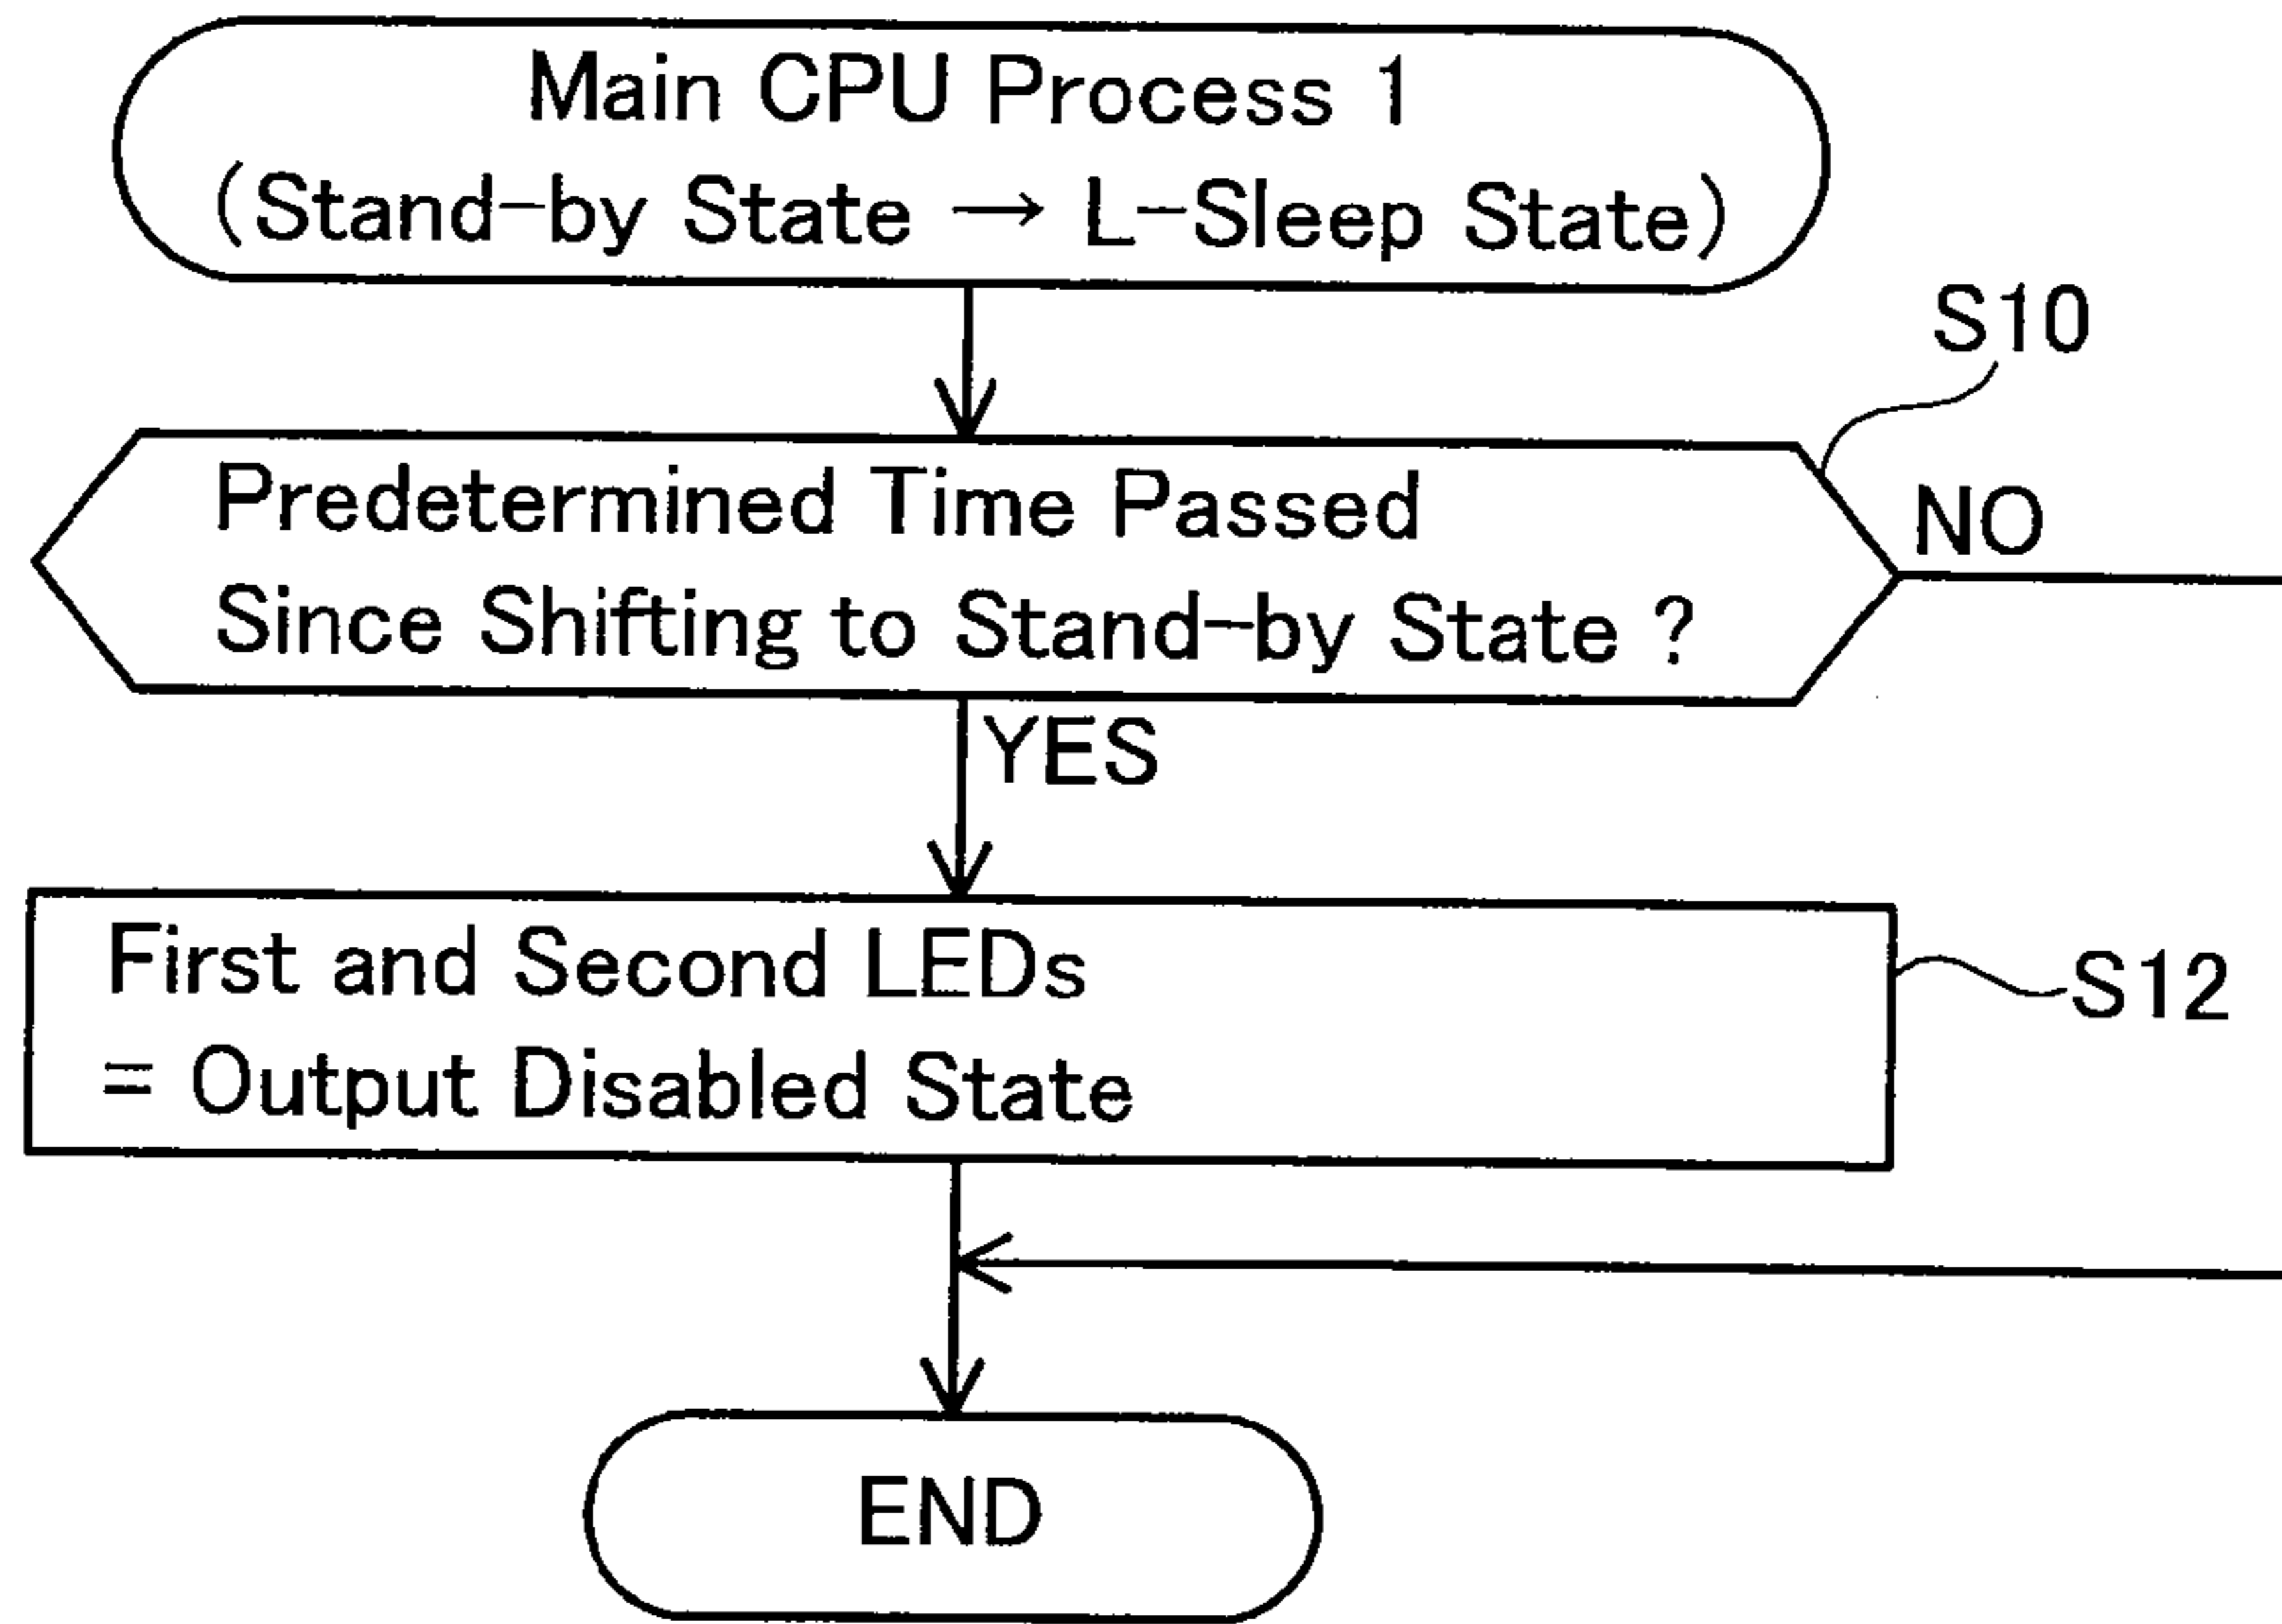 Main CPU Process 1
(Stand-by State → L-Sleep State)
S10
Predetermined Time Passed
Since Shifting to Stand-by State ?
NO
YES
First and Second LEDs
= Output Disabled State
S12
END